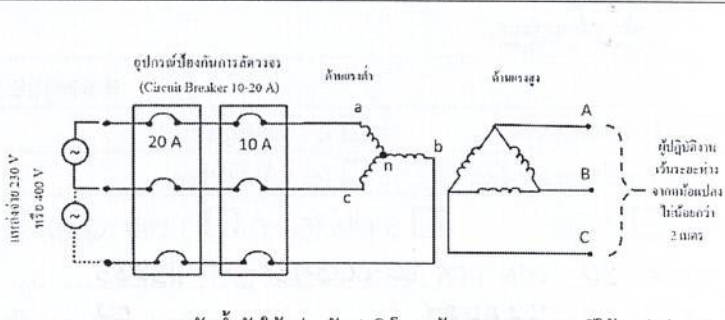 อุปกรณ์ป้องกันการลัดวงจร
(Circuit Breaker 10-20 A)
ด้านแรงต่ำ
ด้านแรงสูง
20 A
10 A
a
b
n
c
A
B
C
แหล่งจ่าย 230 V
หรือ 400 V
ผู้ปฏิบัติงาน
เว้นระยะห่าง
จากหม้อแปลง
ไม่น้อยกว่า
2 เมตร